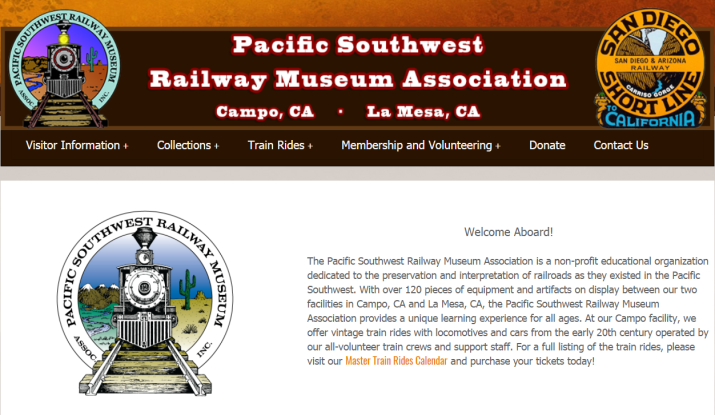 PACIFIC SOUTHWEST RAILWAY MUSEUM
ASSOC. INC.
Pacific Southwest
Railway Museum Association
Campo, CA · La Mesa, CA
SAN DIEGO
SAN DIEGO & ARIZONA
RAILWAY
CARRISO GORGE
SHORT LINE
TO
CALIFORNIA
Visitor Information + Collections + Train Rides + Membership and Volunteering + Donate Contact Us
PACIFIC SOUTHWEST RAILWAY MUSEUM
ASSOC. INC.
Welcome Aboard!
The Pacific Southwest Railway Museum Association is a non-profit educational organization
dedicated to the preservation and interpretation of railroads as they existed in the Pacific
Southwest. With over 120 pieces of equipment and artifacts on display between our two
facilities in Campo, CA and La Mesa, CA, the Pacific Southwest Railway Museum
Association provides a unique learning experience for all ages. At our Campo facility, we
offer vintage train rides with locomotives and cars from the early 20th century operated by
our all-volunteer train crews and support staff. For a full listing of the train rides, please
visit our Master Train Rides Calendar and purchase your tickets today!